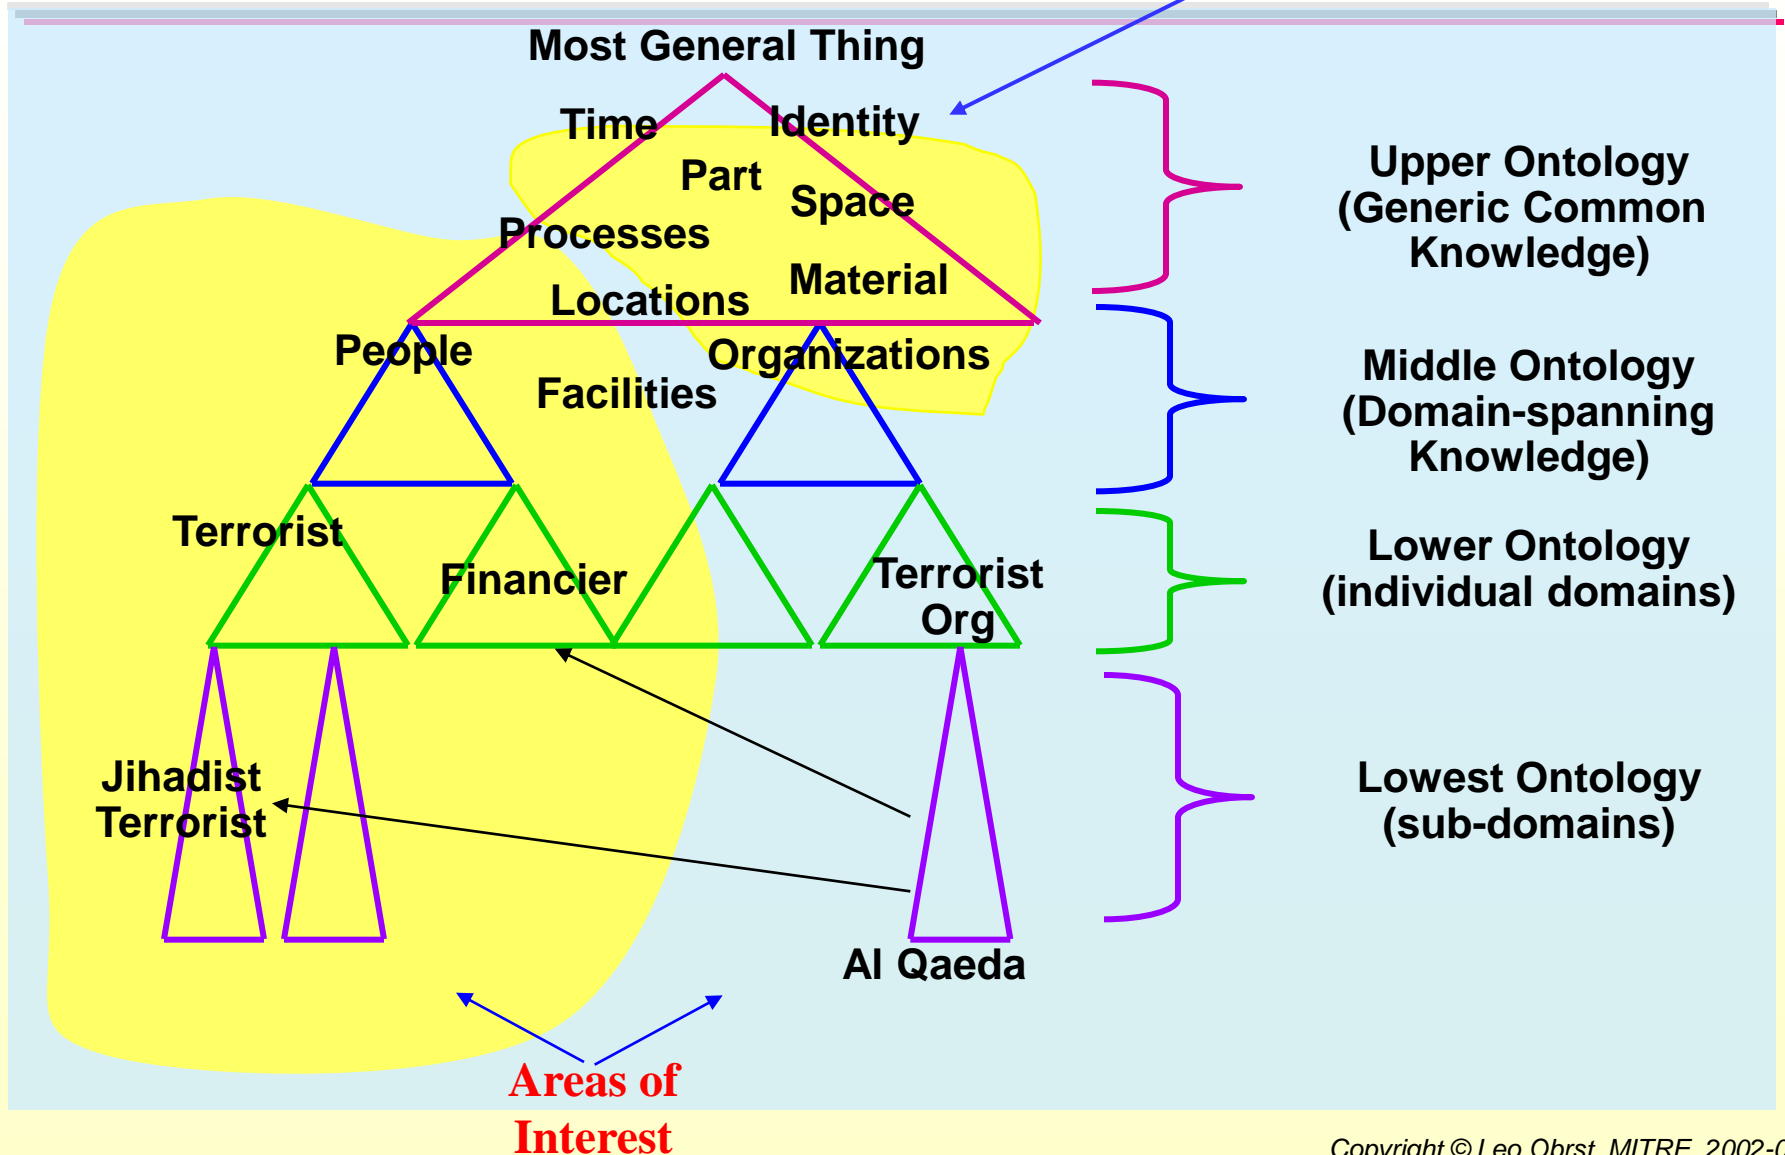 Most General Thing
Time
Identity
Part
Space
Processes
Material
Locations
People
Organizations
Facilities
Terrorist
Financier
Terrorist
Org
Jihadist
Terrorist
Al Qaeda
Areas of
Interest
Upper Ontology
(Generic Common
Knowledge)
Middle Ontology
(Domain-spanning
Knowledge)
Lower Ontology
(individual domains)
Lowest Ontology
(sub-domains)
Copyright © Leo Obrst, MITRE, 2002-0